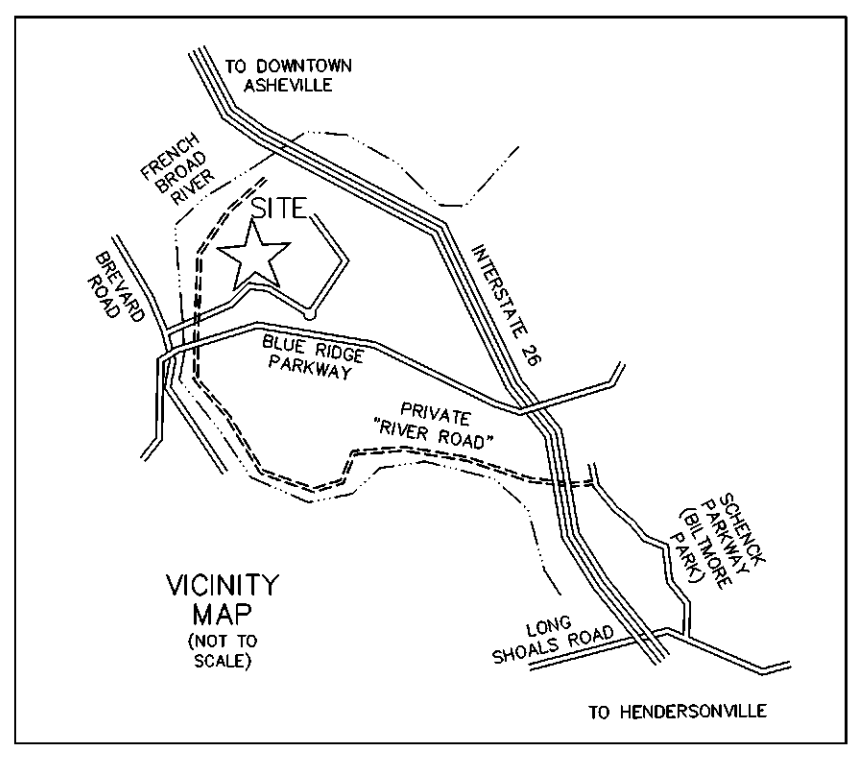 TO DOWNTOWN
ASHEVILLE
FRENCH
BROAD
RIVER
SITE
BREVARD
ROAD
INTERSTATE 26
BLUE RIDGE
PARKWAY
PRIVATE
"RIVER ROAD"
SCHENCK
PARKWAY
(BILTMORE
PARK)
VICINITY
MAP
(NOT TO
SCALE)
LONG
SHOALS ROAD
TO HENDERSONVILLE